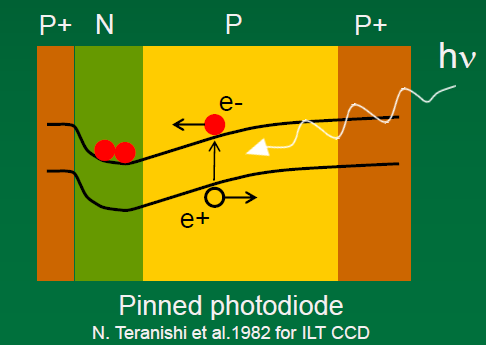 P+ N P P+
hν
e-
e+
Pinned photodiode
N. Teranishi et al.1982 for ILT CCD